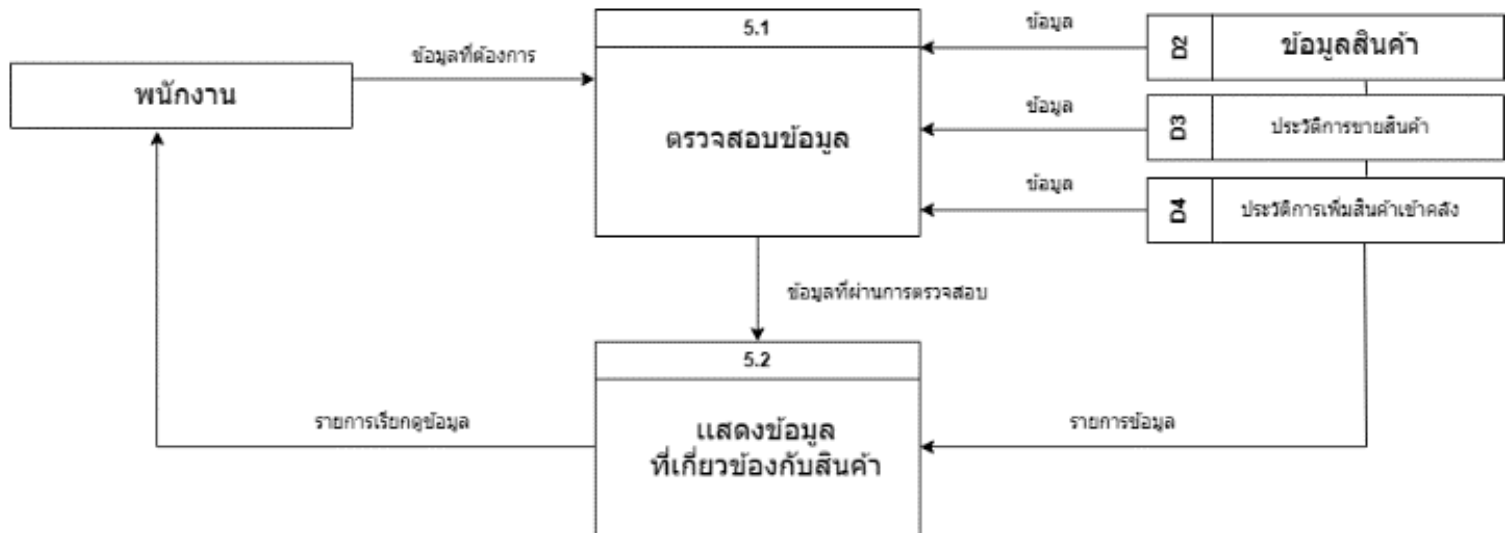 5.1
ข้อมูล
D2
ข้อมูลสินค้า
ข้อมูลที่ต้องการ
พนักงาน
ตรวจสอบข้อมูล
ข้อมูล
D3
ประวัติการขายสินค้า
ข้อมูล
D4
ประวัติการเพิ่มสินค้าเข้าคลัง
ข้อมูลที่ผ่านการตรวจสอบ
5.2
รายการเรียกดูข้อมูล
แสดงข้อมูล
ที่เกี่ยวข้องกับสินค้า
รายการข้อมูล